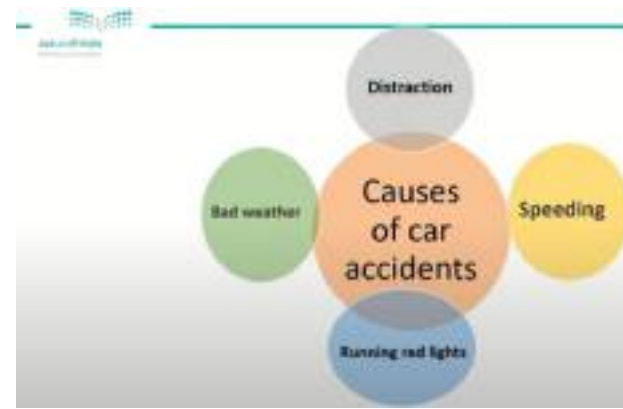 Distraction
Bad weather
Causes
of car
accidents
Speeding
Running red lights